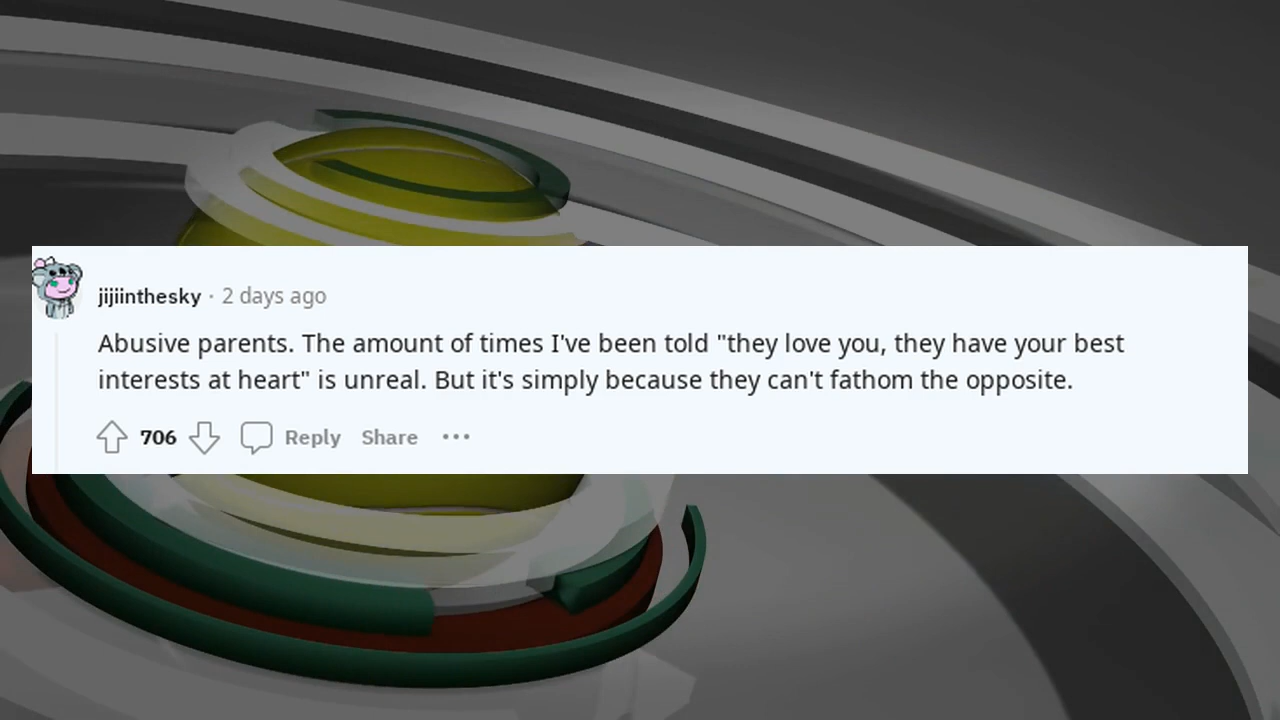 jijiinthesky · 2 days ago
Abusive parents. The amount of times I've been told "they love you, they have your best
interests at heart" is unreal. But it's simply because they can't fathom the opposite.
706 Reply Share ···